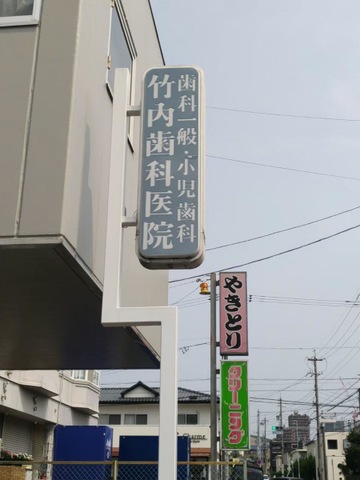 歯科一般・小児歯科
竹内歯科医院
やきとり
クリーニング